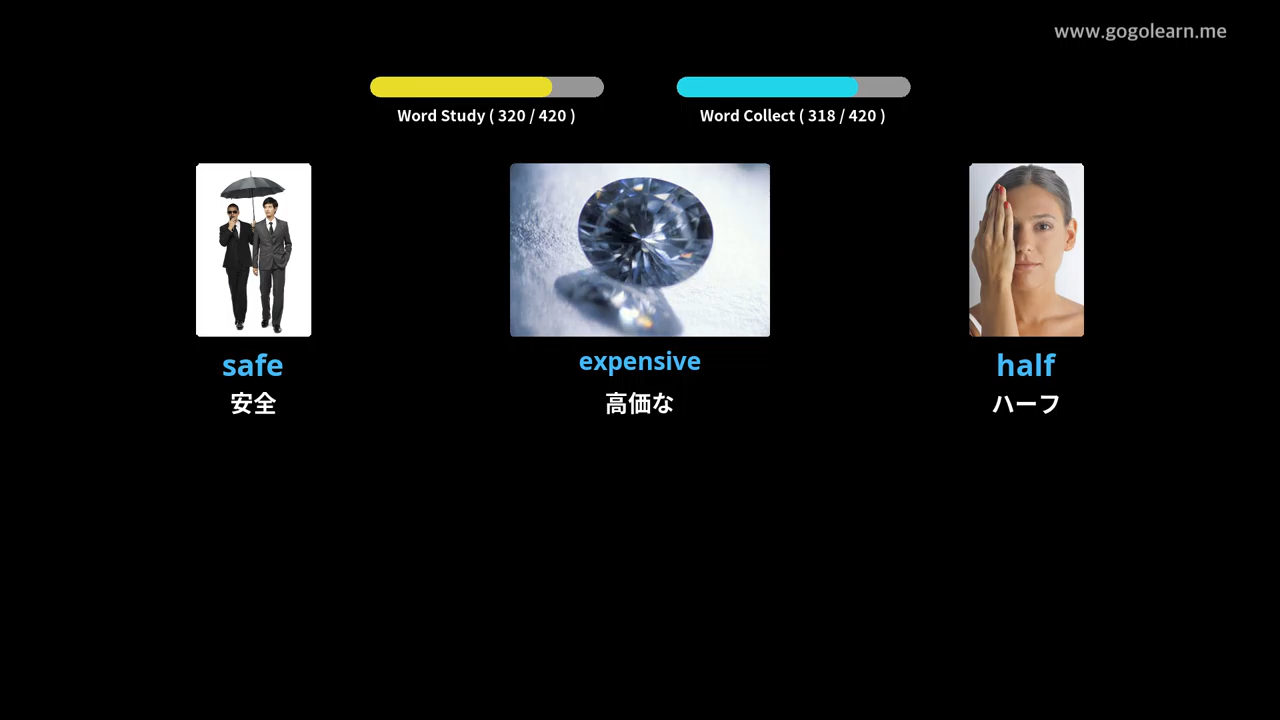 www.gogolearn.me
Word Study ( 320 / 420 )
Word Collect ( 318 / 420 )
safe
expensive
half
安全
高価な
ハーフ